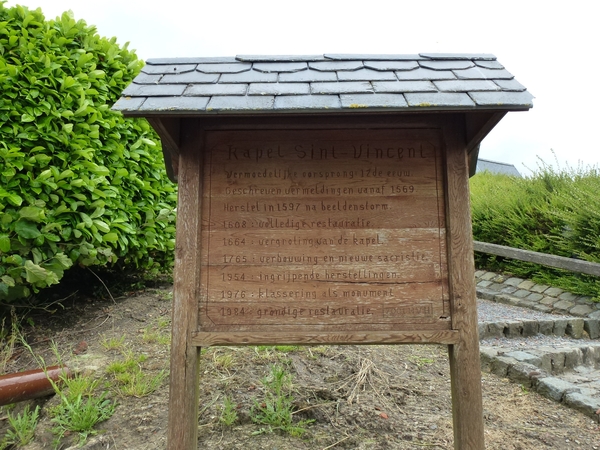 Kapel Sint-Vincent
Vermoedelijke oorsprong 12de eeuw
Geschreven vermeldingen vanaf 1569
Herstel in 1597 na beeldenstorm
1608 : volledige restauratie
1664 : vergroting van de kapel
1765 : verbouwing en nieuwe sacristie
1954 : ingrijpende herstellingen
1976 : klassering als monument
1984 : grondige restauratie